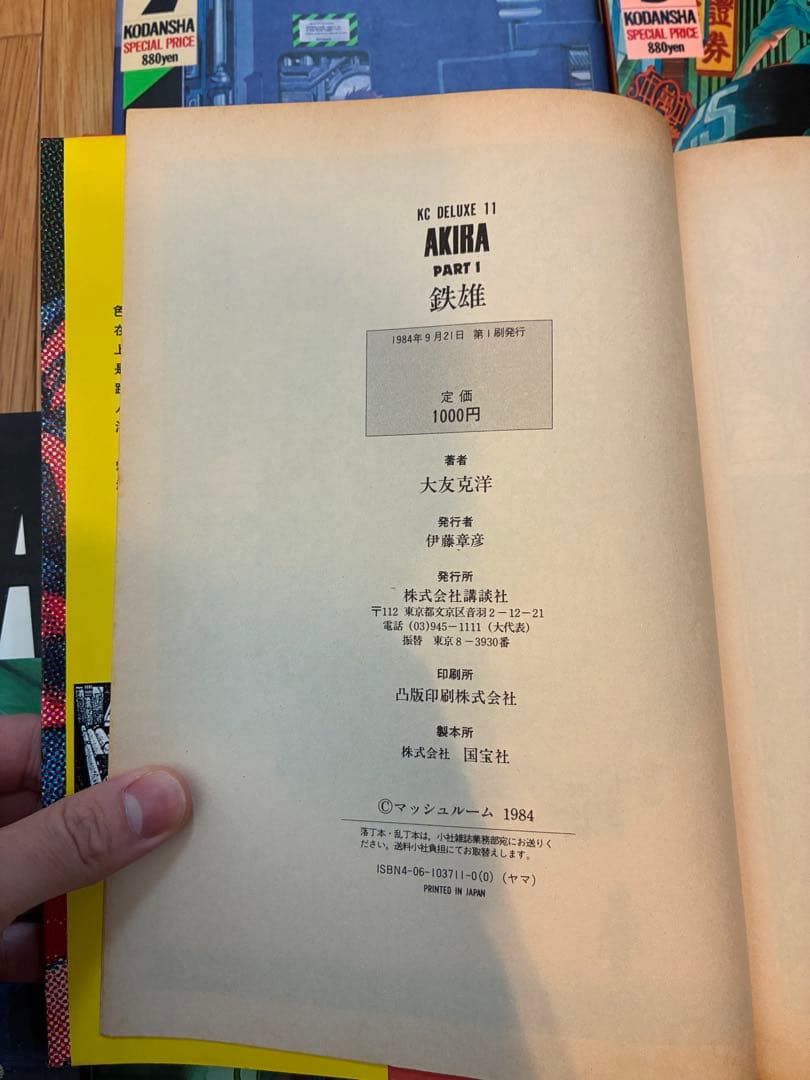 KODANSHA
SPECIAL PRICE
880yen
KODANSHA
SPECIAL PRICE
880yen
證券
KC DELUXE 11
AKIRA
PART 1
鉄雄
1984年9月21日 第1刷発行
定価
1000円
著者
大友克洋
発行者
伊藤章彦
発行所
株式会社講談社
〒112 東京都文京区音羽2-12-21
電話 (03)945-1111 (大代表)
振替 東京8-3930番
印刷所
凸版印刷株式会社
製本所
株式会社 国宝社
©マッシュルーム 1984
落丁本・乱丁本は、小社雑誌業務部宛にお送りく
ださい。送料小社負担にてお取替えします。
ISBN4-06-103711-0(0) (ヤマ)
PRINTED IN JAPAN
色
在
上
是